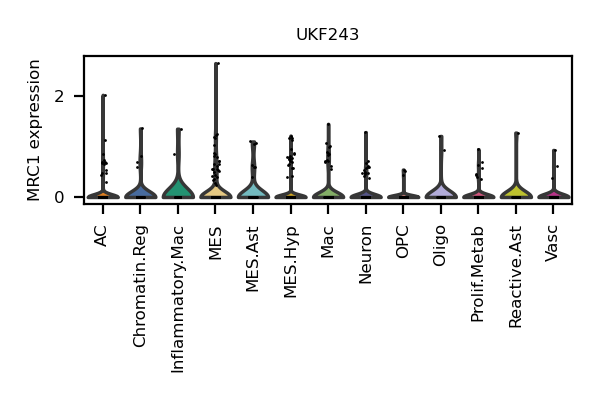 UKF243
MRC1 expression
2
0
AC
Chromatin.Reg
Inflammatory.Mac
MES
MES.Ast
MES.Hyp
Mac
Neuron
OPC
Oligo
Prolif.Metab
Reactive.Ast
Vasc